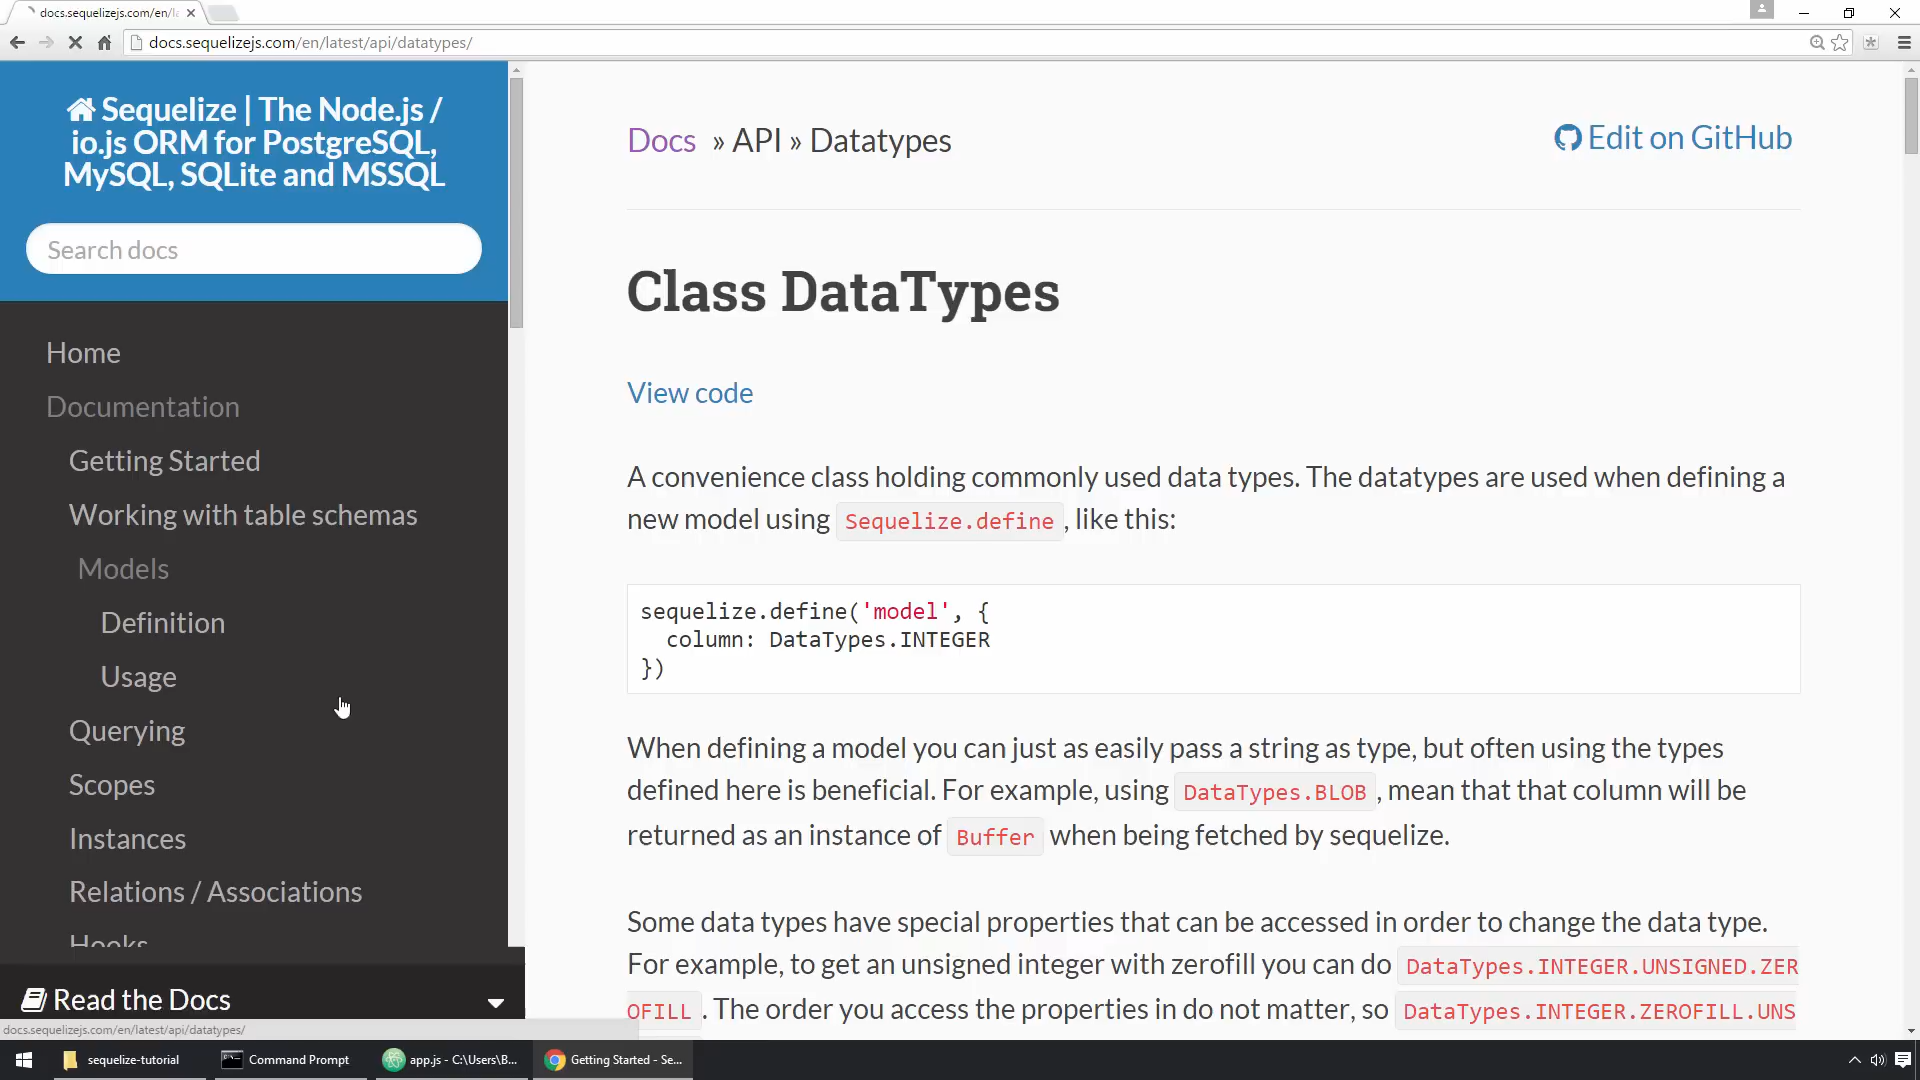 docs.sequelizejs.com/en/l
docs.sequelizejs.com/en/latest/api/datatypes/
Sequelize | The Node.js /
io.js ORM for PostgreSQL,
MySQL, SQLite and MSSQL
Search docs
Home
Documentation
Getting Started
Working with table schemas
Models
Definition
Usage
Querying
Scopes
Instances
Relations / Associations
Hooks
Read the Docs
docs.sequelizejs.com/en/latest/api/datatypes/
Docs » API » Datatypes
Edit on GitHub
Class DataTypes
View code
A convenience class holding commonly used data types. The datatypes are used when defining a
new model using Sequelize.define, like this:
sequelize.define('model', {
  column: DataTypes.INTEGER
})
When defining a model you can just as easily pass a string as type, but often using the types
defined here is beneficial. For example, using DataTypes.BLOB, mean that that column will be
returned as an instance of Buffer when being fetched by sequelize.
Some data types have special properties that can be accessed in order to change the data type.
For example, to get an unsigned integer with zerofill you can do DataTypes.INTEGER.UNSIGNED.ZER
OFILL. The order you access the properties in do not matter, so DataTypes.INTEGER.ZEROFILL.UNS
sequelize-tutorial
Command Prompt
app.js - C:\Users\B...
Getting Started - Se...